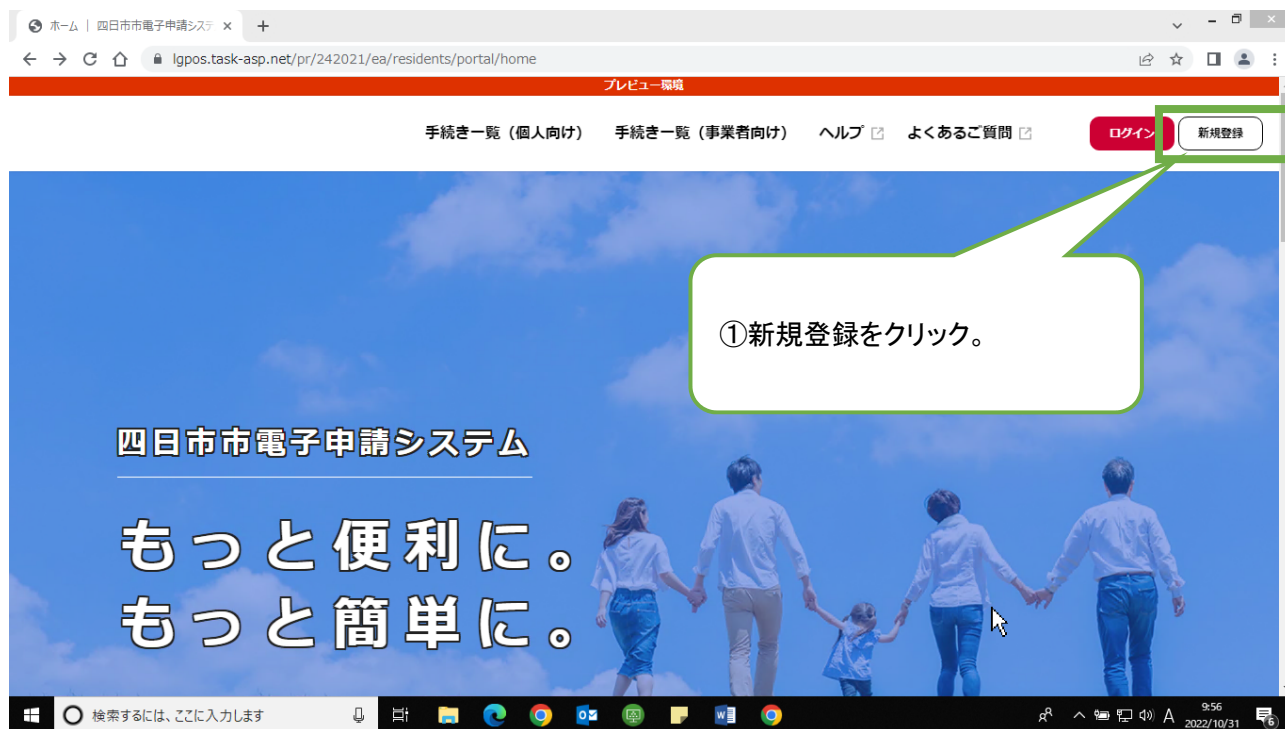 ホーム | 四日市市電子申請システ
lgpos.task-asp.net/pr/242021/ea/residents/portal/home
プレビュー環境
手続き一覧（個人向け） 手続き一覧（事業者向け） ヘルプ よくあるご質問 ログイン 新規登録
①新規登録をクリック。
四日市市電子申請システム
もっと便利に。
もっと簡単に。
検索するには、ここに入力します
A
9:56
2022/10/31
6